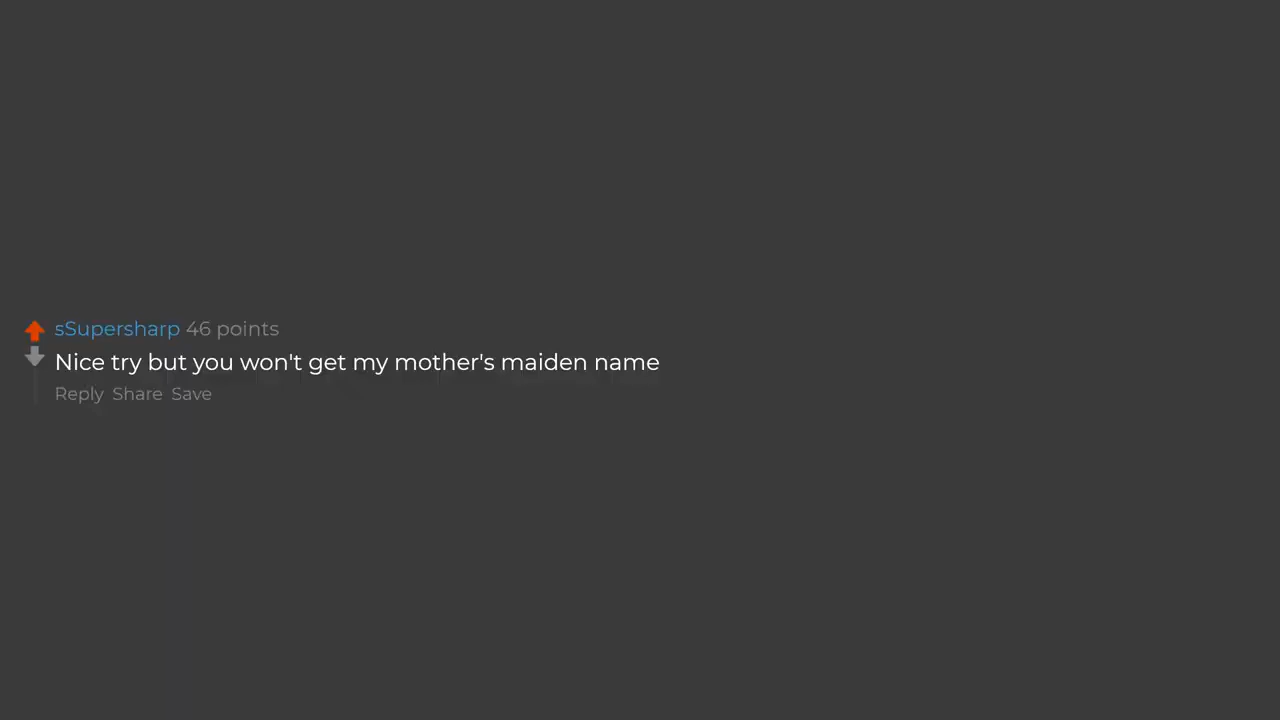 sSupersharp 46 points
Nice try but you won't get my mother's maiden name
Reply Share Save